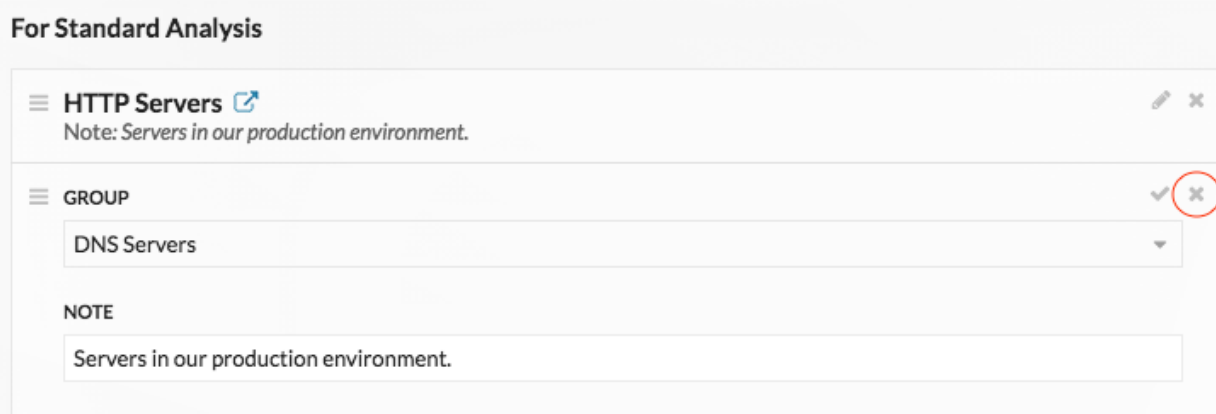 For Standard Analysis
HTTP Servers
Note: Servers in our production environment.
GROUP
DNS Servers
NOTE
Servers in our production environment.